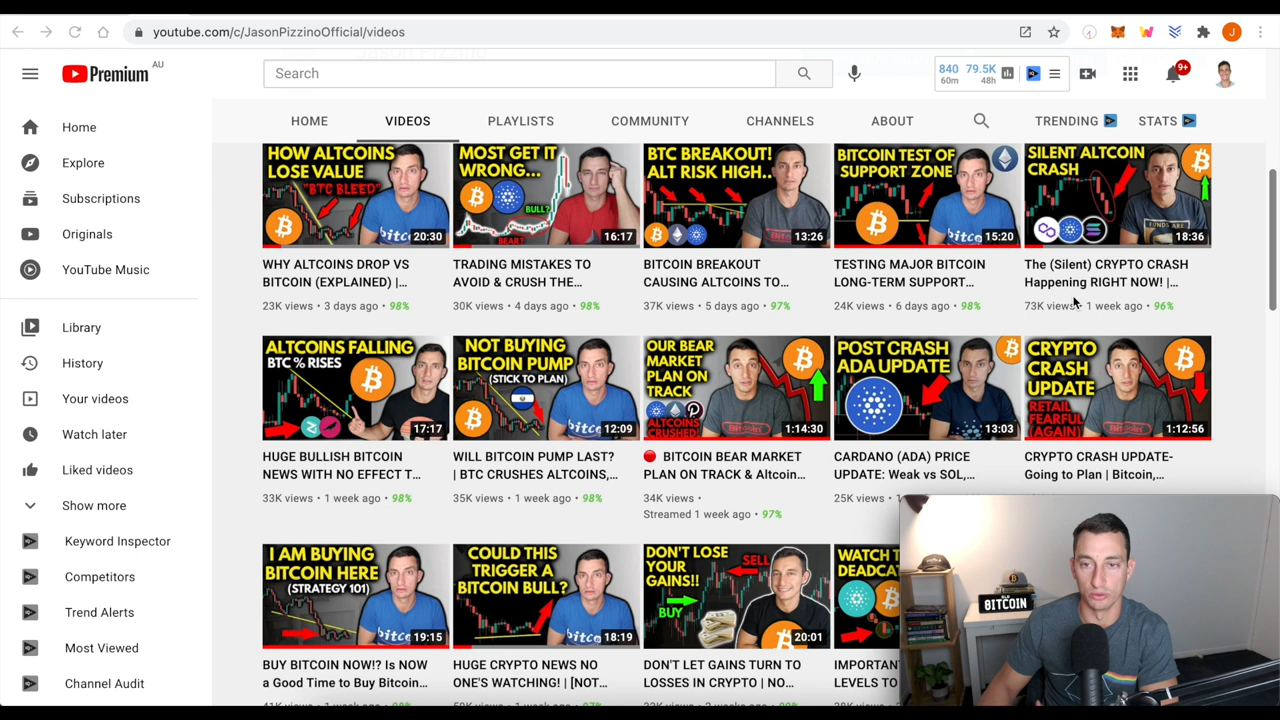 youtube.com/c/JasonPizzinoOfficial/videos
J
Premium AU
Search
840 79.5K
60m 48h
9+
HOME VIDEOS PLAYLISTS COMMUNITY CHANNELS ABOUT TRENDING STATS
Home
Explore
Subscriptions
Originals
YouTube Music
Library
History
Your videos
Watch later
Liked videos
Show more
Keyword Inspector
Competitors
Trend Alerts
Most Viewed
Channel Audit
HOW ALTCOINS
LOSE VALUE
"BTC BLEED"
20:30
WHY ALTCOINS DROP VS
BITCOIN (EXPLAINED) |...
23K views • 3 days ago • 98%
MOST GET IT
WRONG...
BULL?
BEAR?
16:17
TRADING MISTAKES TO
AVOID & CRUSH THE...
30K views • 4 days ago • 98%
BTC BREAKOUT!
ALT RISK HIGH..
13:26
BITCOIN BREAKOUT
CAUSING ALTCOINS TO...
37K views • 5 days ago • 97%
BITCOIN TEST OF
SUPPORT ZONE
15:20
TESTING MAJOR BITCOIN
LONG-TERM SUPPORT...
24K views • 6 days ago • 98%
SILENT ALTCOIN
CRASH
18:36
The (Silent) CRYPTO CRASH
Happening RIGHT NOW! |...
73K views • 1 week ago • 96%
ALTCOINS FALLING
BTC % RISES
17:17
HUGE BULLISH BITCOIN
NEWS WITH NO EFFECT T...
33K views • 1 week ago • 98%
NOT BUYING
BITCOIN PUMP
(STICK TO PLAN)
12:09
WILL BITCOIN PUMP LAST?
| BTC CRUSHES ALTCOINS,...
35K views • 1 week ago • 98%
OUR BEAR
MARKET
PLAN ON
TRACK
ALTCOINS
CRUSHED!
1:14:30
BITCOIN BEAR MARKET
PLAN ON TRACK & Altcoin...
34K views •
Streamed 1 week ago • 97%
POST CRASH
ADA UPDATE
13:03
CARDANO (ADA) PRICE
UPDATE: Weak vs SOL,...
25K views •
CRYPTO
CRASH
UPDATE
RETAIL
FEARFUL
(AGAIN)
1:12:56
CRYPTO CRASH UPDATE-
Going to Plan | Bitcoin,...
I AM BUYING
BITCOIN HERE
(STRATEGY 101)
19:15
BUY BITCOIN NOW!? Is NOW
a Good Time to Buy Bitcoin...
COULD THIS
TRIGGER A
BITCOIN BULL?
18:19
HUGE CRYPTO NEWS NO
ONE'S WATCHING! | [NOT...
DON'T LOSE
YOUR
GAINS!!
SELL
BUY
20:01
DON'T LET GAINS TURN TO
LOSSES IN CRYPTO | NO...
WATCH T
DEADCA
IMPORTAN
LEVELS TO
BITCOIN